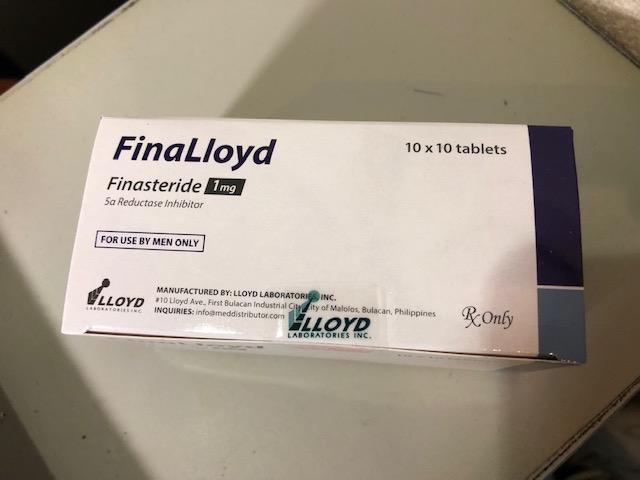 FinaLloyd
10 x 10 tablets
Finasteride 1mg
5α Reductase Inhibitor
FOR USE BY MEN ONLY
LLOYD
LABORATORIES INC.
MANUFACTURED BY: LLOYD LABORATORIES, INC.
#10 Lloyd Ave., First Bulacan Industrial City, City of Malolos, Bulacan, Philippines
INQUIRIES: info@meddistributor.com
LLOYD
LABORATORIES INC.
Rx Only